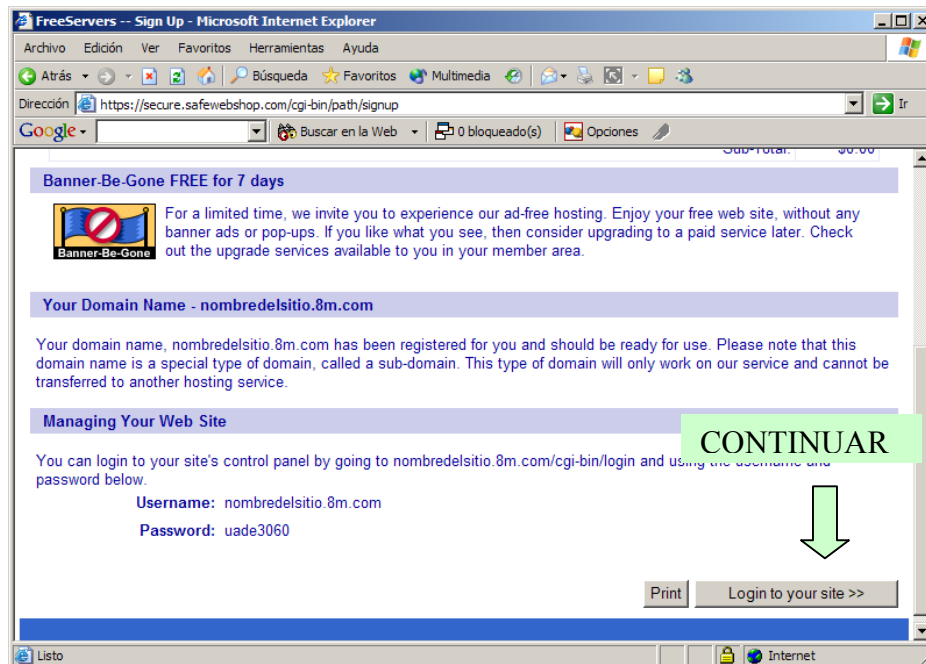 FreeServers -- Sign Up - Microsoft Internet Explorer
Archivo Edición Ver Favoritos Herramientas Ayuda
Atrás Búsqueda Favoritos Multimedia
Dirección https://secure.safewebshop.com/cgi-bin/path/signup Ir
Google Buscar en la Web 0 bloqueado(s) Opciones
Sub-Total: $0.00
Banner-Be-Gone FREE for 7 days
For a limited time, we invite you to experience our ad-free hosting. Enjoy your free web site, without any
banner ads or pop-ups. If you like what you see, then consider upgrading to a paid service later. Check
Banner-Be-Gone out the upgrade services available to you in your member area.
Your Domain Name - nombredelsitio.8m.com
Your domain name, nombredelsitio.8m.com has been registered for you and should be ready for use. Please note that this
domain name is a special type of domain, called a sub-domain. This type of domain will only work on our service and cannot be
transferred to another hosting service.
Managing Your Web Site
CONTINUAR
You can login to your site's control panel by going to nombredelsitio.8m.com/cgi-bin/login and using the username and
password below.
Username: nombredelsitio.8m.com
Password: uade3060
Print Login to your site >>
Listo Internet